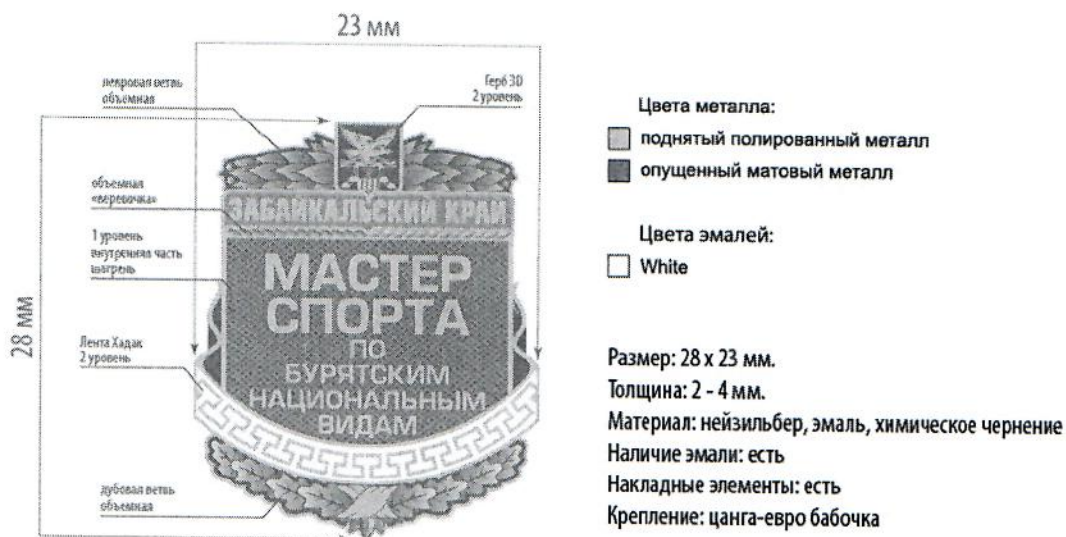 23 мм
лавровая ветвь
объемная
Герб 3D
2 уровень
объемная
«веревочка»
1 уровень
внутренняя часть
шагрень
Лента Хадак
2 уровень
28 мм
дубовая ветвь
объемная
ЗАБАЙКАЛЬСКИЙ КРАЙ
МАСТЕР
СПОРТА
ПО
БУРЯТСКИМ
НАЦИОНАЛЬНЫМ
ВИДАМ
Цвета металла:
поднятый полированный металл
опущенный матовый металл
Цвета эмалей:
White
Размер: 28 х 23 мм.
Толщина: 2 - 4 мм.
Материал: нейзильбер, эмаль, химическое чернение
Наличие эмали: есть
Накладные элементы: есть
Крепление: цанга-евро бабочка